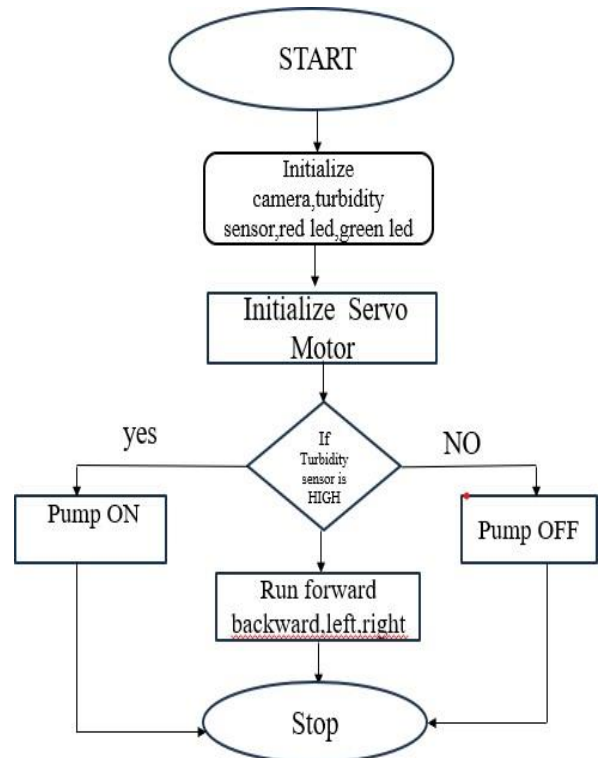 START
Initialize
camera,turbidity
sensor,red led,green led
Initialize Servo
Motor
If
Turbidity
sensor is
HIGH
yes
NO
Pump ON
Pump OFF
Run forward
backward,left,right
Stop